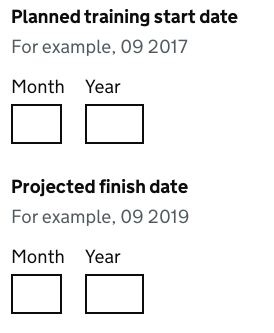 Planned training start date
For example, 09 2017
Month Year
Projected finish date
For example, 09 2019
Month Year